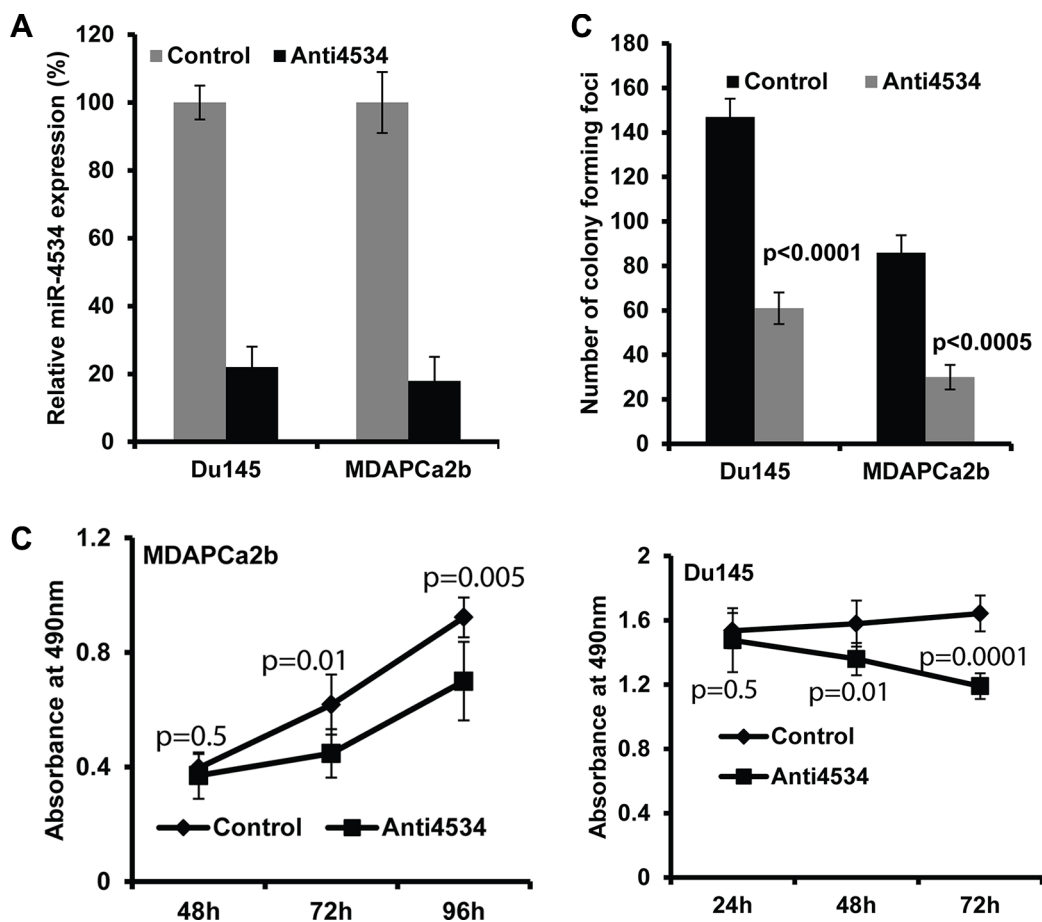 A
Relative miR-4534 expression (%)
120
100
80
60
40
20
0
Control
Anti4534
Du145
MDAPCa2b
C
Number of colony forming foci
180
160
140
120
100
80
60
40
20
0
Control
Anti4534
p<0.0001
p<0.0005
Du145
MDAPCa2b
C
Absorbance at 490nm
1.2
0.8
0.4
0
MDAPCa2b
p=0.005
p=0.01
p=0.5
Control
Anti4534
48h
72h
96h
Absorbance at 490nm
2
1.6
1.2
0.8
0.4
0
Du145
p=0.5
p=0.01
p=0.0001
Control
Anti4534
24h
48h
72h